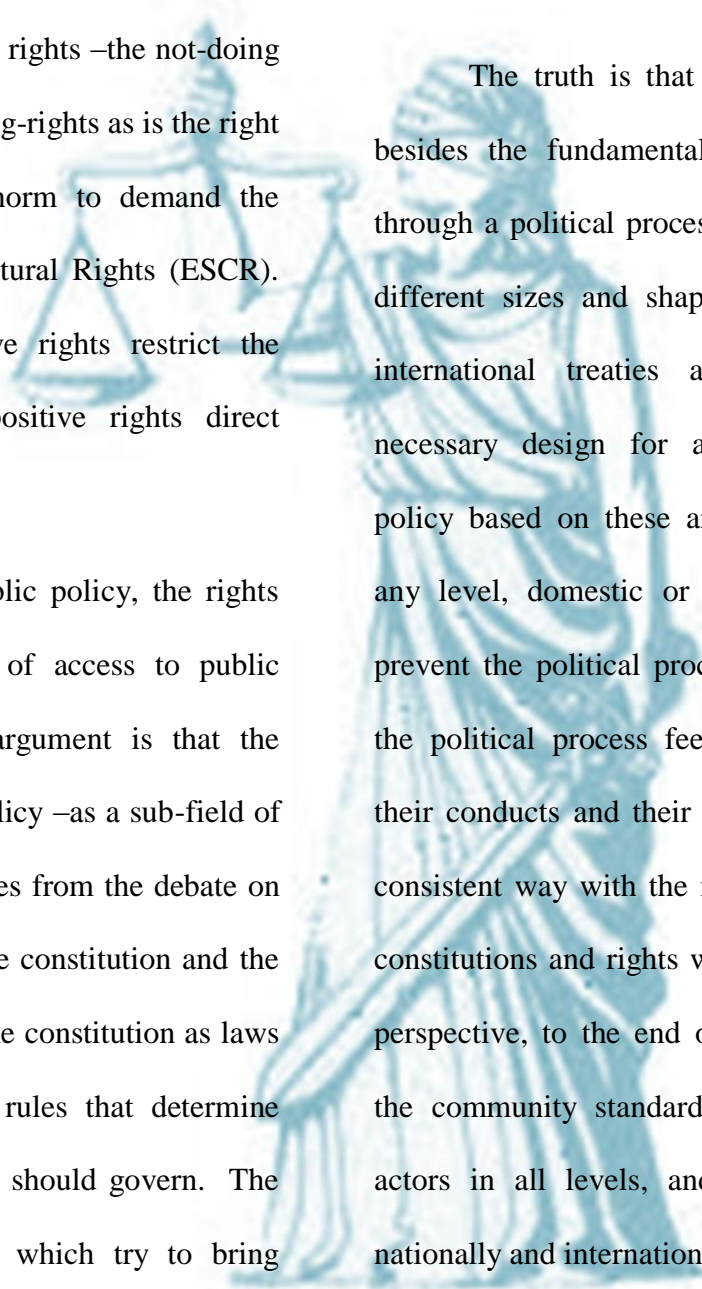 rights –the not-doing
g-rights as is the right
norm to demand the
tural Rights (ESCR).
ve rights restrict the
positive rights direct
blic policy, the rights
of access to public
argument is that the
licy –as a sub-field of
es from the debate on
e constitution and the
e constitution as laws
rules that determine
should govern. The
which try to bring
The truth is that
besides the fundamental
through a political proces
different sizes and shap
international treaties a
necessary design for a
policy based on these a
any level, domestic or
prevent the political proc
the political process fee
their conducts and their
consistent way with the
constitutions and rights w
perspective, to the end o
the community standard
actors in all levels, and
nationally and internation